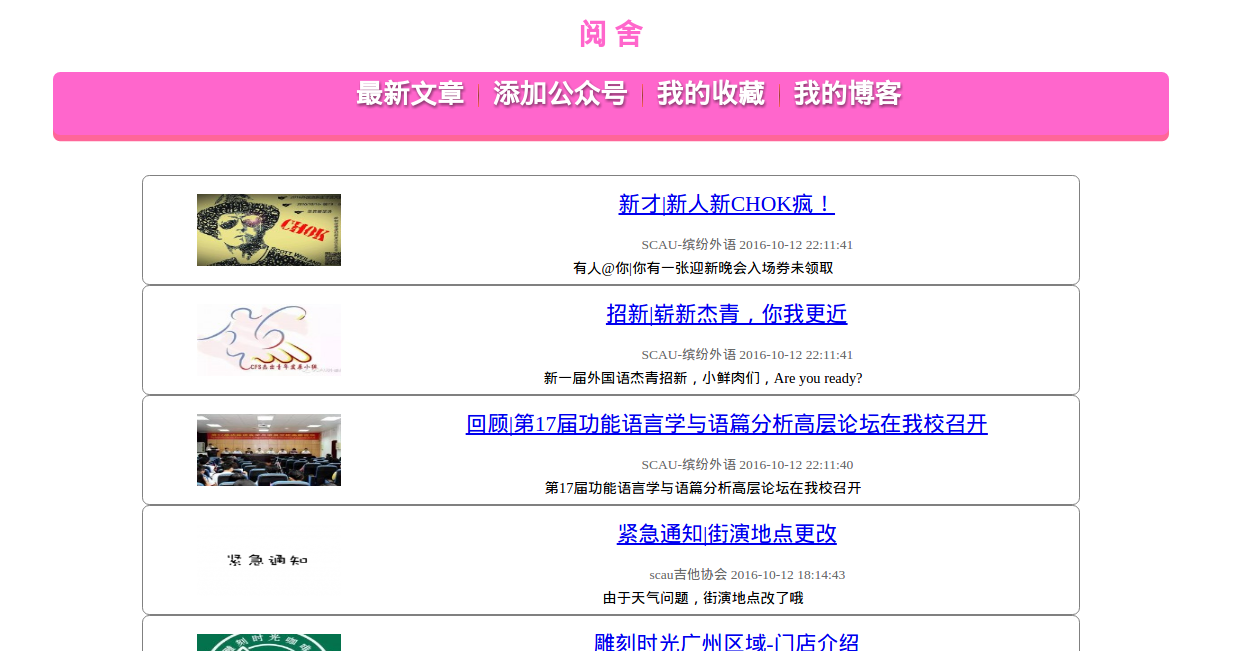 阅 舍
最新文章 添加公众号 我的收藏 我的博客
CHOK
新才|新人新CHOK疯！
SCAU-缤纷外语 2016-10-12 22:11:41
有人@你|你有一张迎新晚会入场券未领取
招新|崭新杰青，你我更近
SCAU-缤纷外语 2016-10-12 22:11:41
新一届外国语杰青招新，小鲜肉们，Are you ready?
回顾|第17届功能语言学与语篇分析高层论坛在我校召开
SCAU-缤纷外语 2016-10-12 22:11:40
第17届功能语言学与语篇分析高层论坛在我校召开
紧急通知
紧急通知|街演地点更改
scau吉他协会 2016-10-12 18:14:43
由于天气问题，街演地点改了哦
雕刻时光咖啡
雕刻时光广州区域-门店介绍